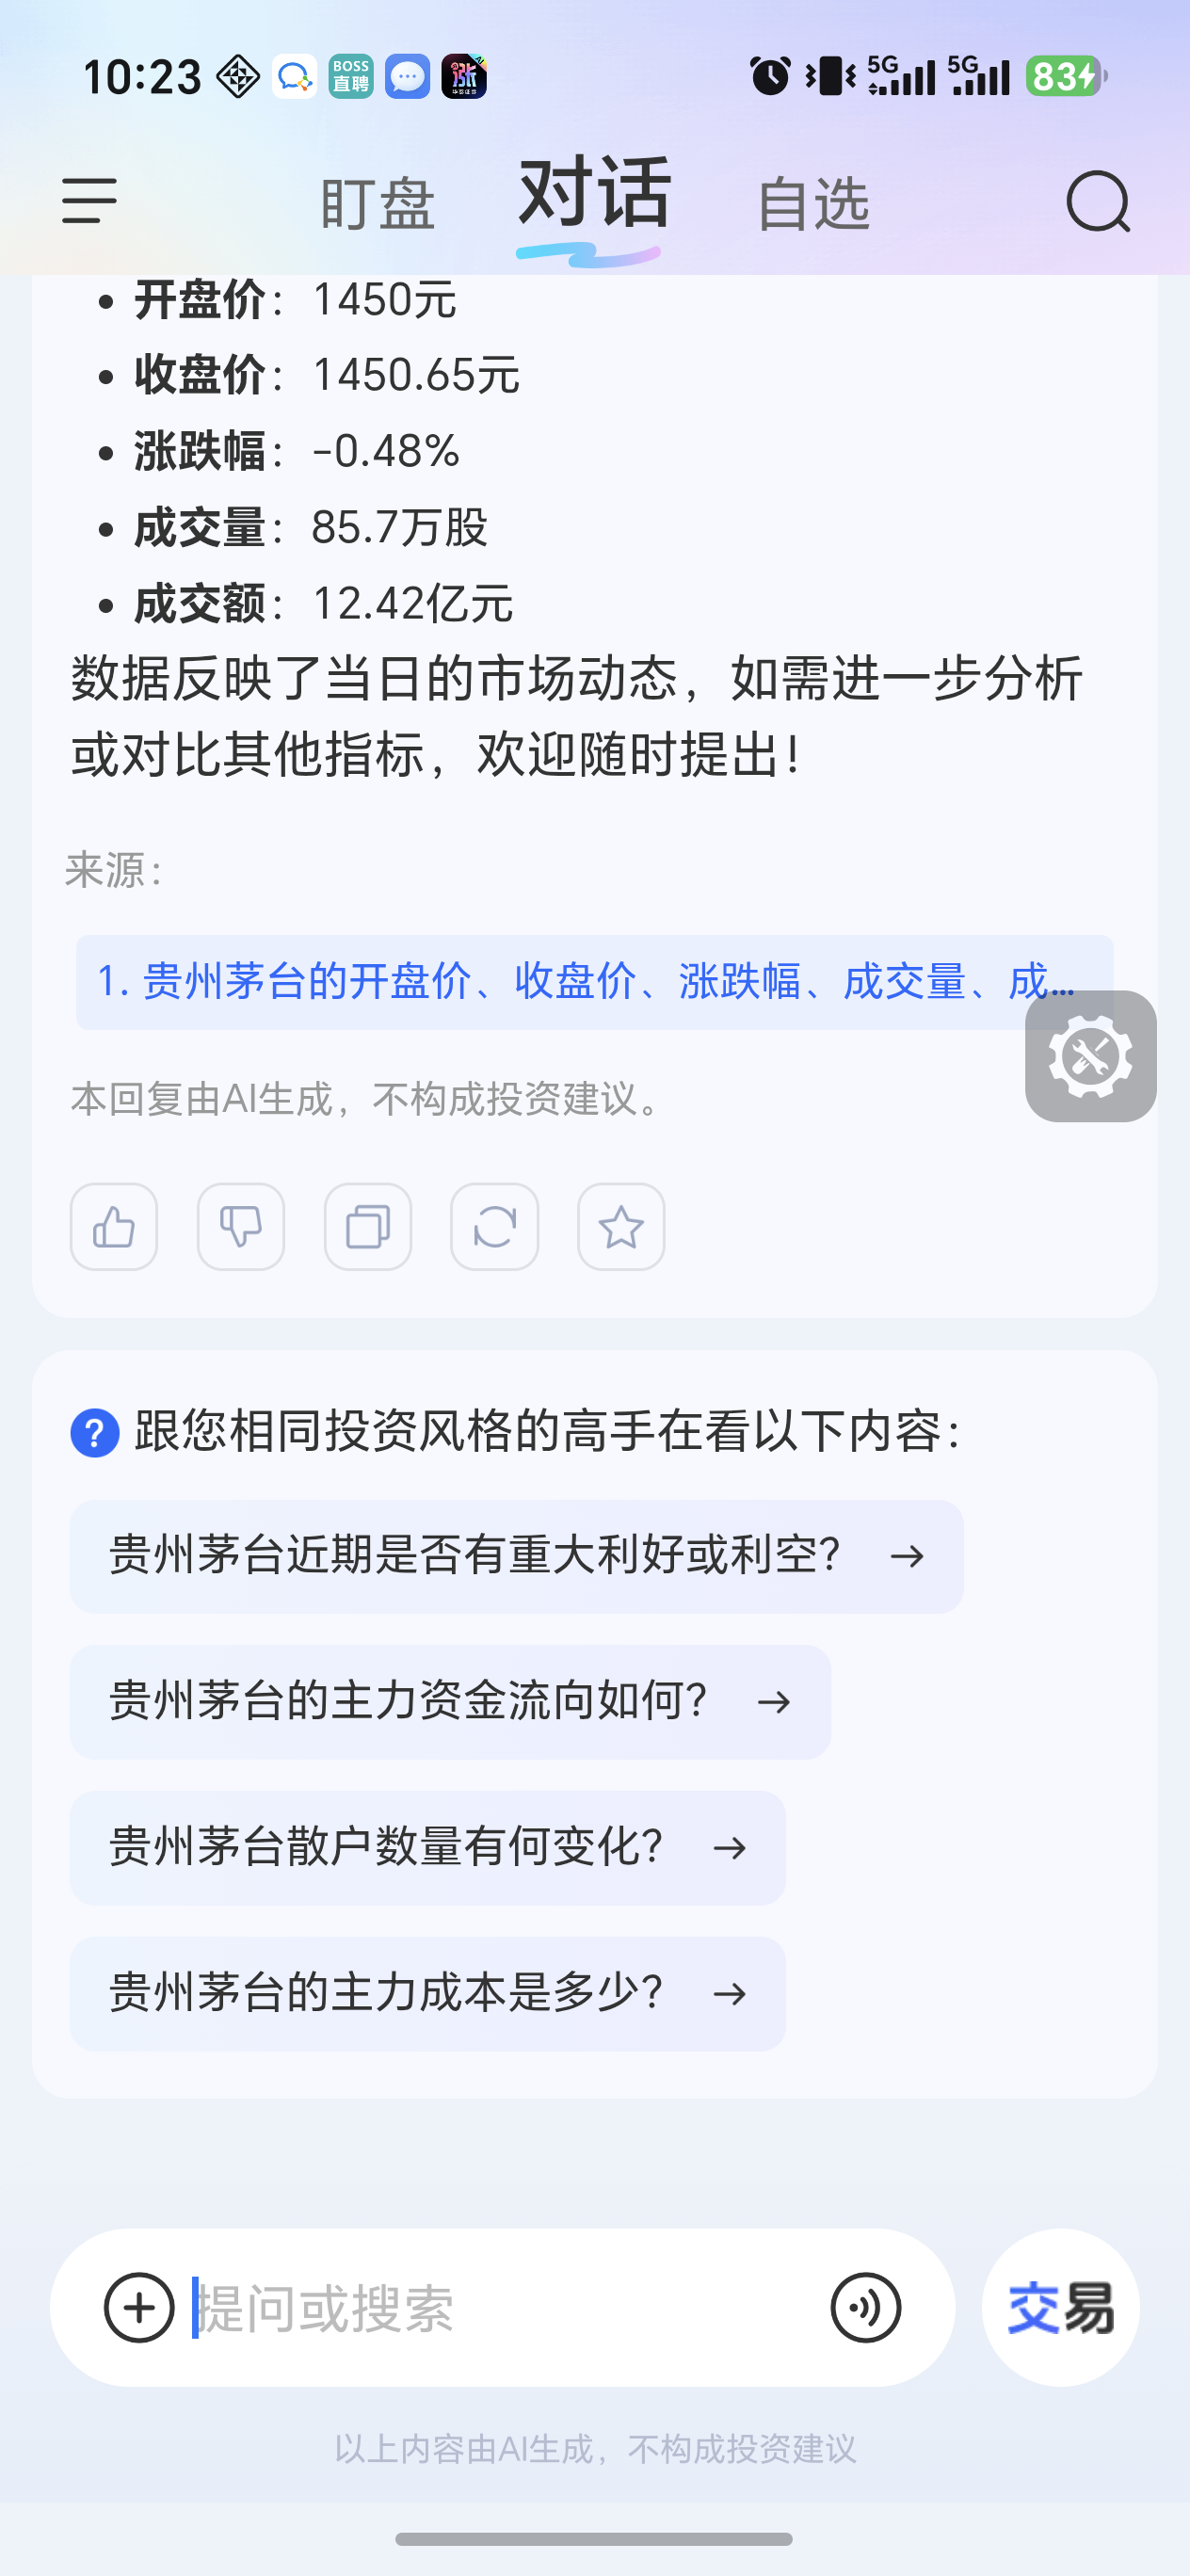 10:23 BOSS 直聘 涨 5G 5G 83
盯盘 对话 自选
开盘价：1450元
收盘价：1450.65元
涨跌幅：-0.48%
成交量：85.7万股
成交额：12.42亿元
数据反映了当日的市场动态，如需进一步分析
或对比其他指标，欢迎随时提出！
来源：
1. 贵州茅台的开盘价、收盘价、涨跌幅、成交量、成...
本回复由AI生成，不构成投资建议。
? 跟您相同投资风格的高手在看以下内容：
贵州茅台近期是否有重大利好或利空？ →
贵州茅台的主力资金流向如何？ →
贵州茅台散户数量有何变化？ →
贵州茅台的主力成本是多少？ →
提问或搜索 交易
以上内容由AI生成，不构成投资建议